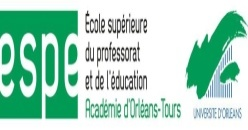 espe
École supérieure
du professorat
et de l'éducation
Académie d'Orléans-Tours
UNIVERSITÉ D'ORLÉANS